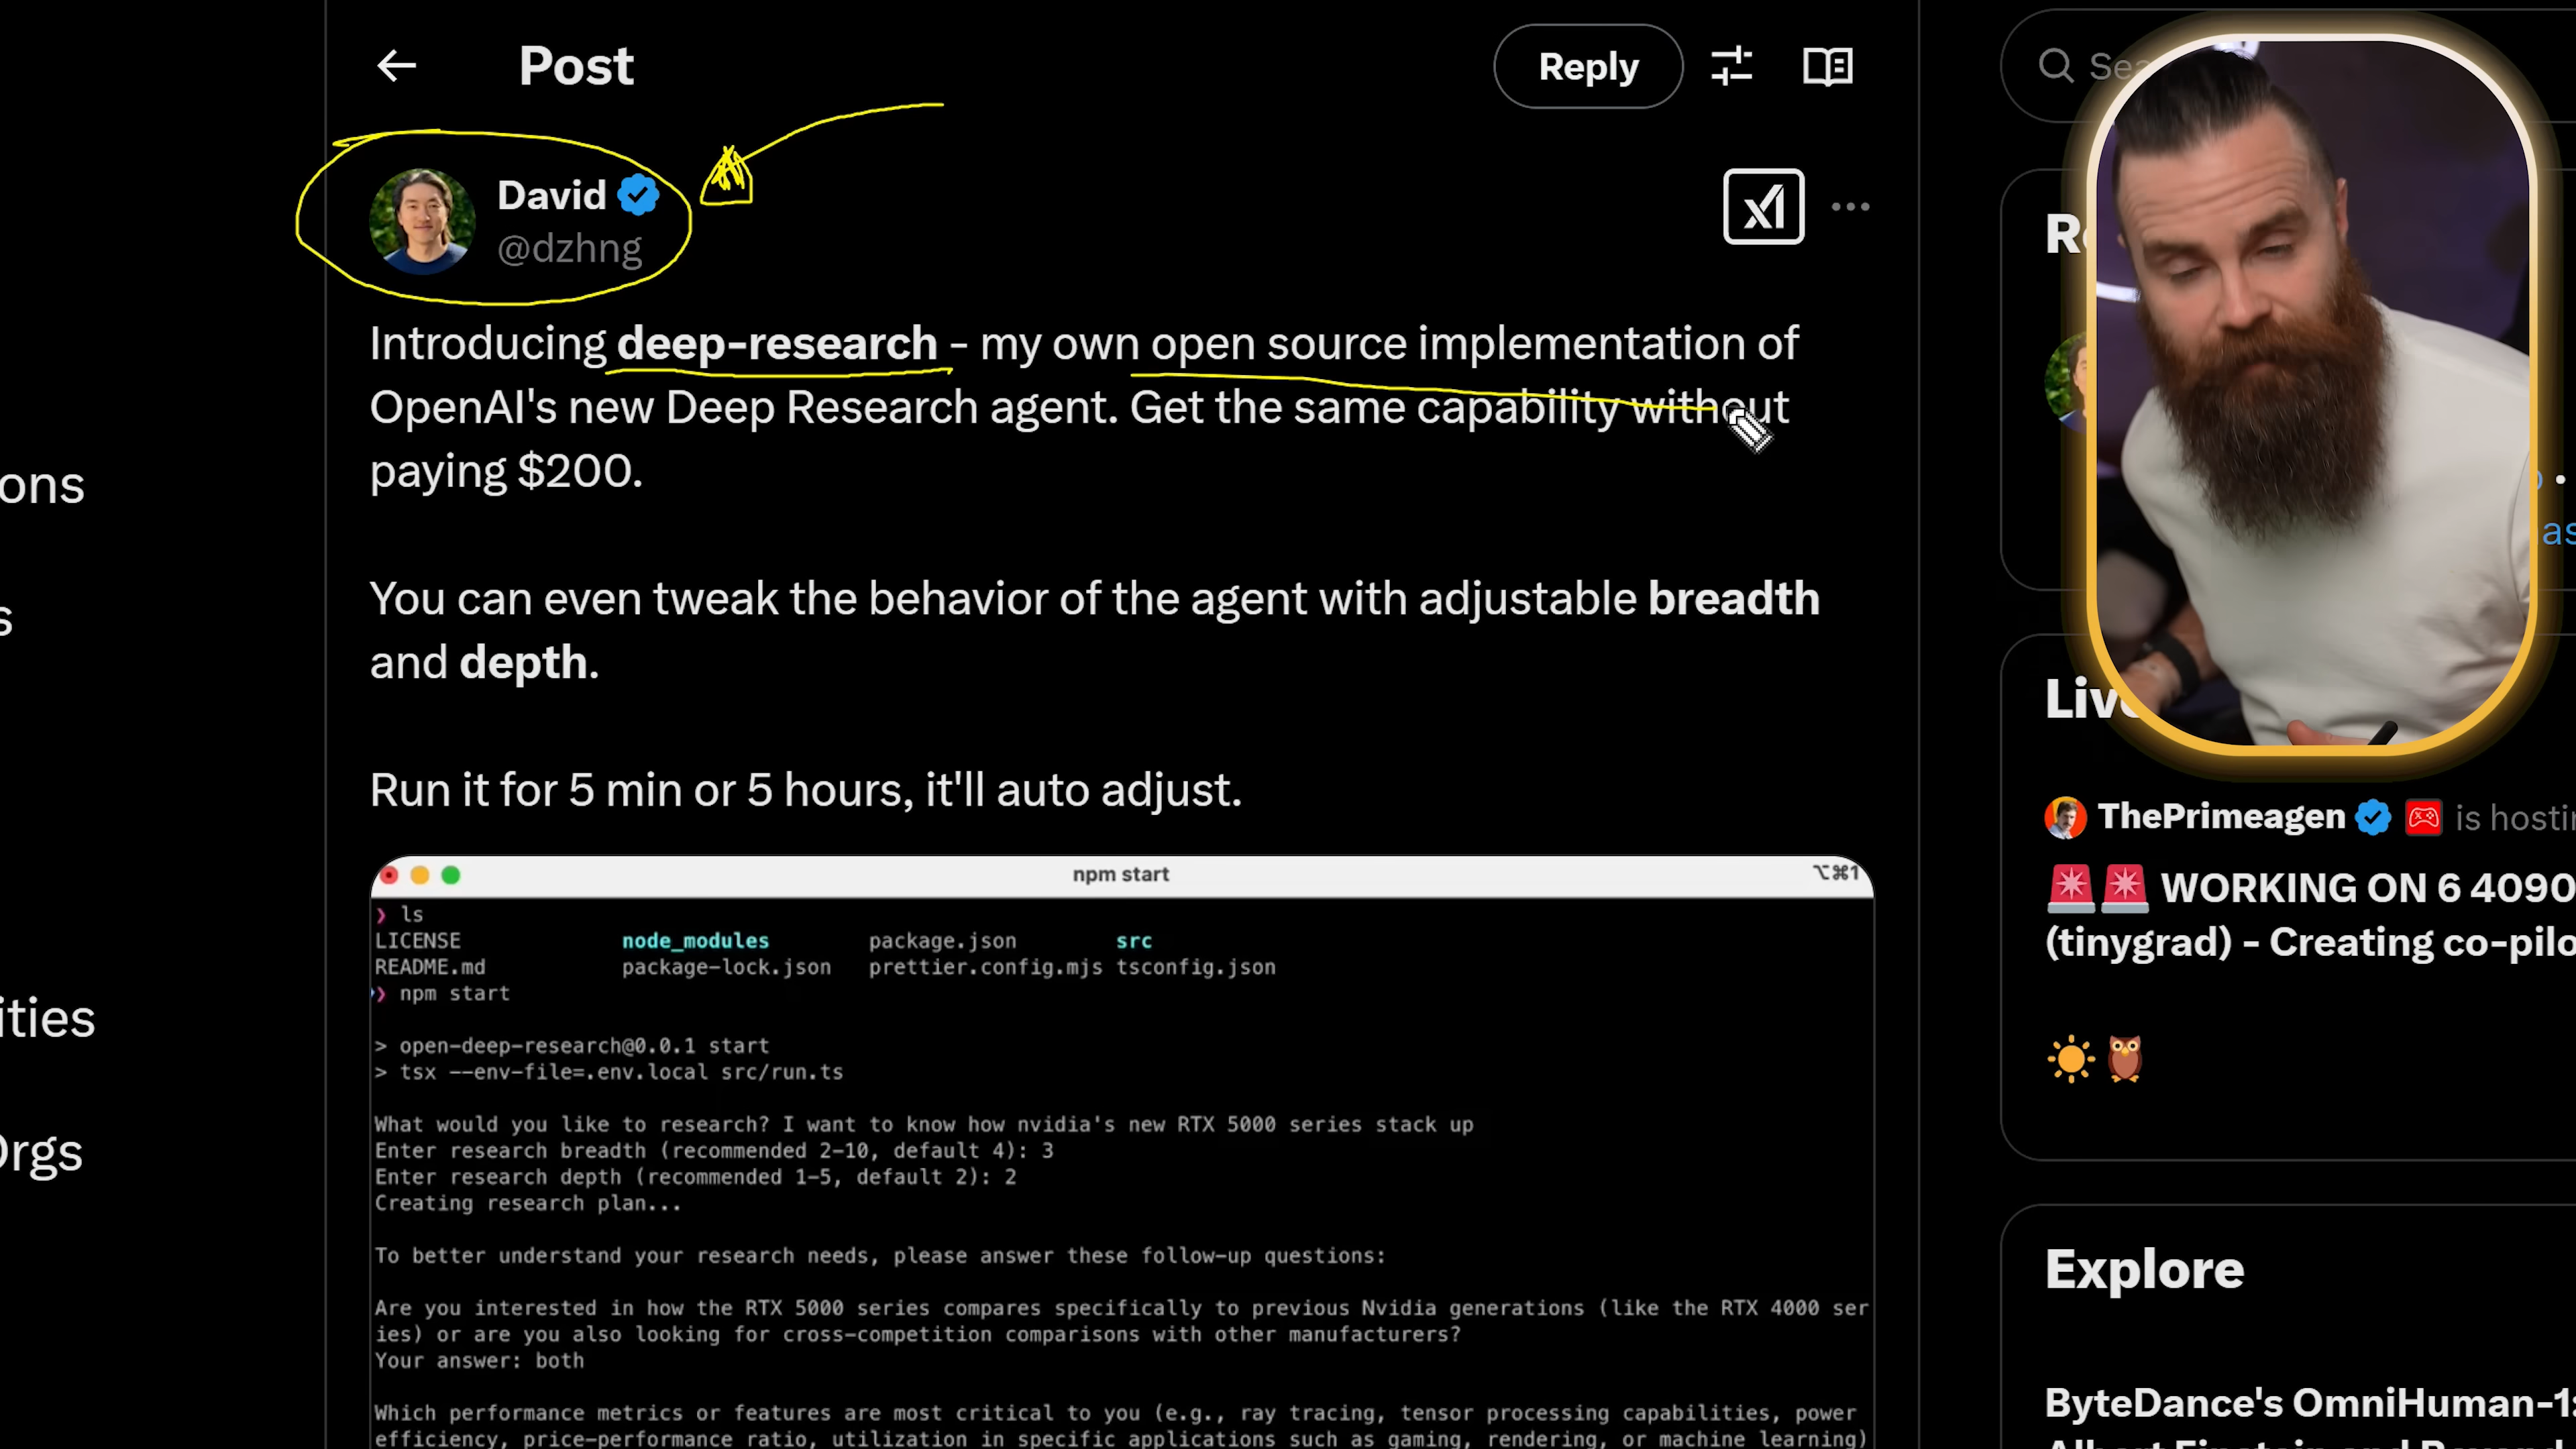 Post
Reply
David
@dzhng
Introducing deep-research - my own open source implementation of
OpenAI's new Deep Research agent. Get the same capability without
paying $200.
You can even tweak the behavior of the agent with adjustable breadth
and depth.
Run it for 5 min or 5 hours, it'll auto adjust.
npm start
⌥⌘1
❯ ls
LICENSE node_modules package.json src
README.md package-lock.json prettier.config.mjs tsconfig.json
❯ npm start
> open-deep-research@0.0.1 start
> tsx --env-file=.env.local src/run.ts
What would you like to research? I want to know how nvidia's new RTX 5000 series stack up
Enter research breadth (recommended 2-10, default 4): 3
Enter research depth (recommended 1-5, default 2): 2
Creating research plan...
To better understand your research needs, please answer these follow-up questions:
Are you interested in how the RTX 5000 series compares specifically to previous Nvidia generations (like the RTX 4000 ser
ies) or are you also looking for cross-competition comparisons with other manufacturers?
Your answer: both
Which performance metrics or features are most critical to you (e.g., ray tracing, tensor processing capabilities, power
efficiency, price-performance ratio, utilization in specific applications such as gaming, rendering, or machine learning)
ons
s
ities
Orgs
ThePrimeagen is hosti
🚨🚨 WORKING ON 6 4090
(tinygrad) - Creating co-pilo
Explore
ByteDance's OmniHuman-1: